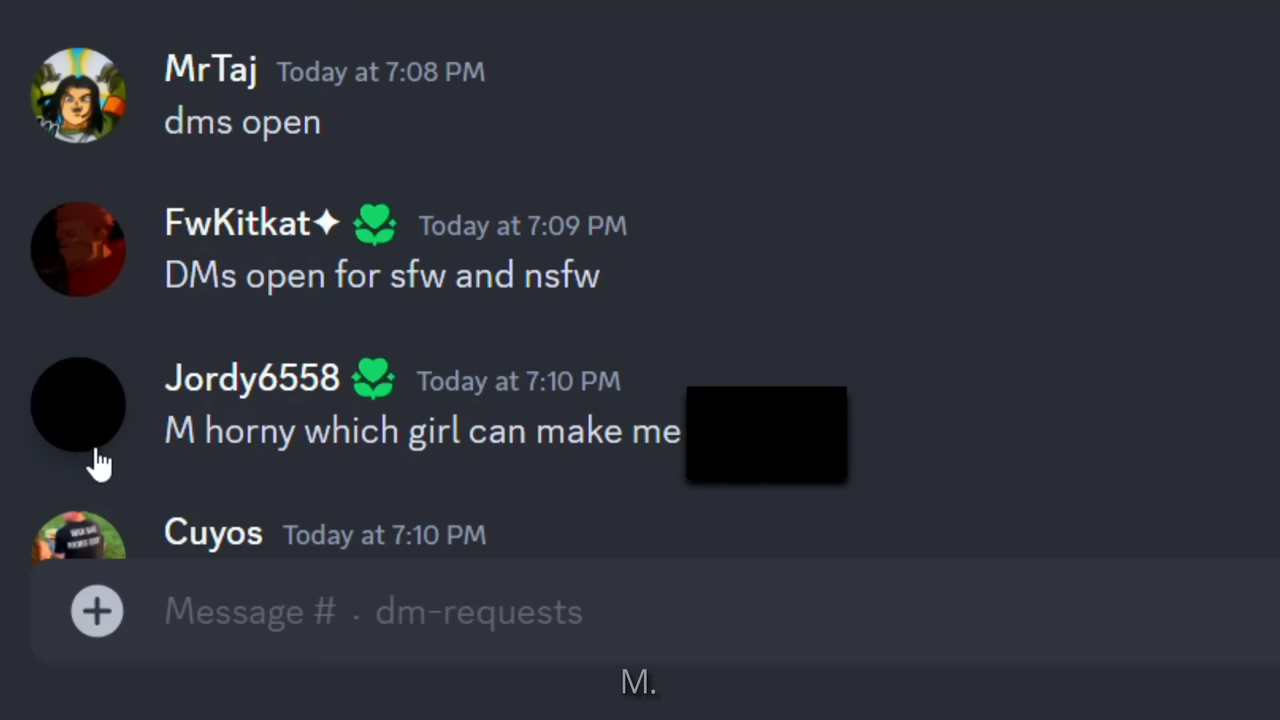 MrTaj Today at 7:08 PM
dms open
FwKitkat✦ Today at 7:09 PM
DMs open for sfw and nsfw
Jordy6558 Today at 7:10 PM
M horny which girl can make me
Cuyos Today at 7:10 PM
Message # · dm-requests
M.